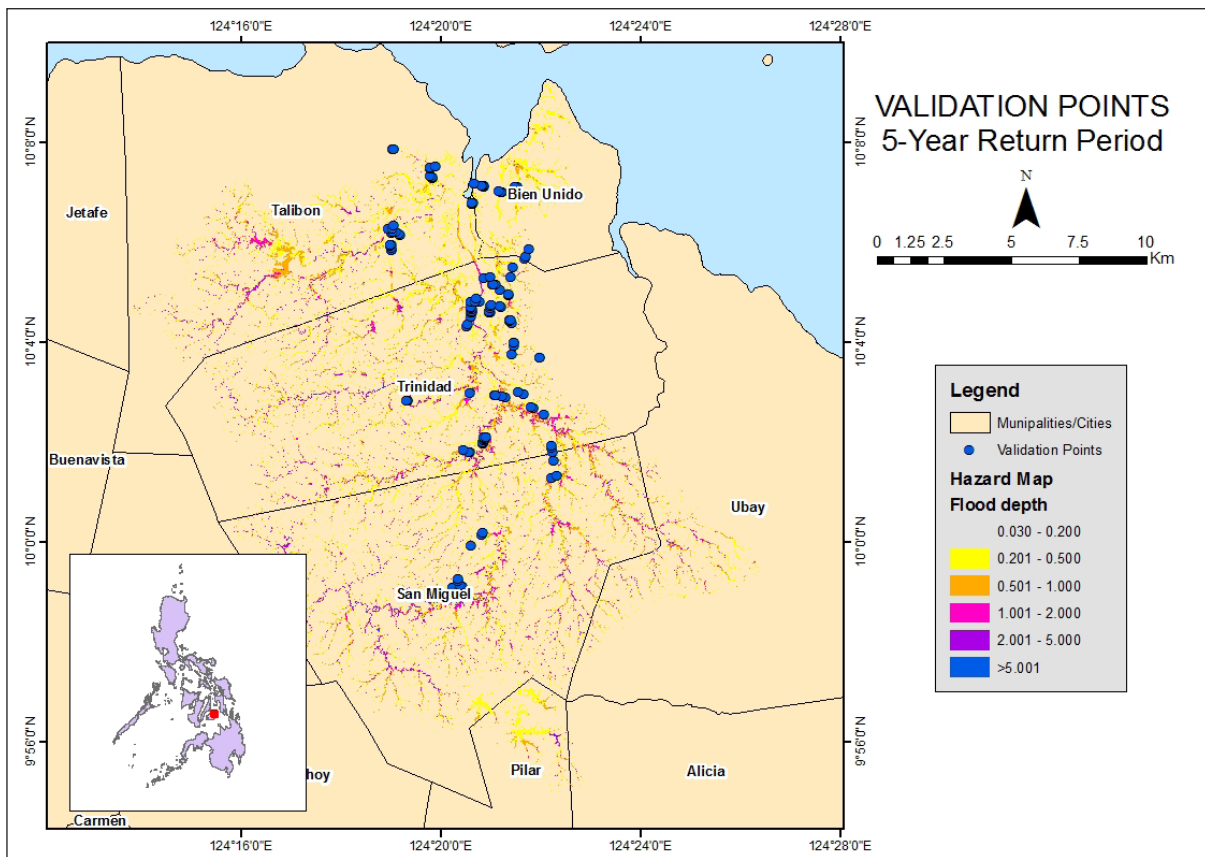 124°16'0"E 124°20'0"E 124°24'0"E 124°28'0"E
VALIDATION POINTS
5-Year Return Period
N
0 1.25 2.5 5 7.5 10
Km
10°8'0"N 10°8'0"N
Bien Unido
Jetafe
Talibon
10°4'0"N 10°4'0"N
Trinidad
Buenavista
Ubay
10°0'0"N 10°0'0"N
San Miguel
9°56'0"N 9°56'0"N
hoy
Pilar
Alicia
Carmen
124°16'0"E 124°20'0"E 124°24'0"E 124°28'0"E
Legend
Munipalities/Cities
Validation Points
Hazard Map
Flood depth
0.030 - 0.200
0.201 - 0.500
0.501 - 1.000
1.001 - 2.000
2.001 - 5.000
>5.001